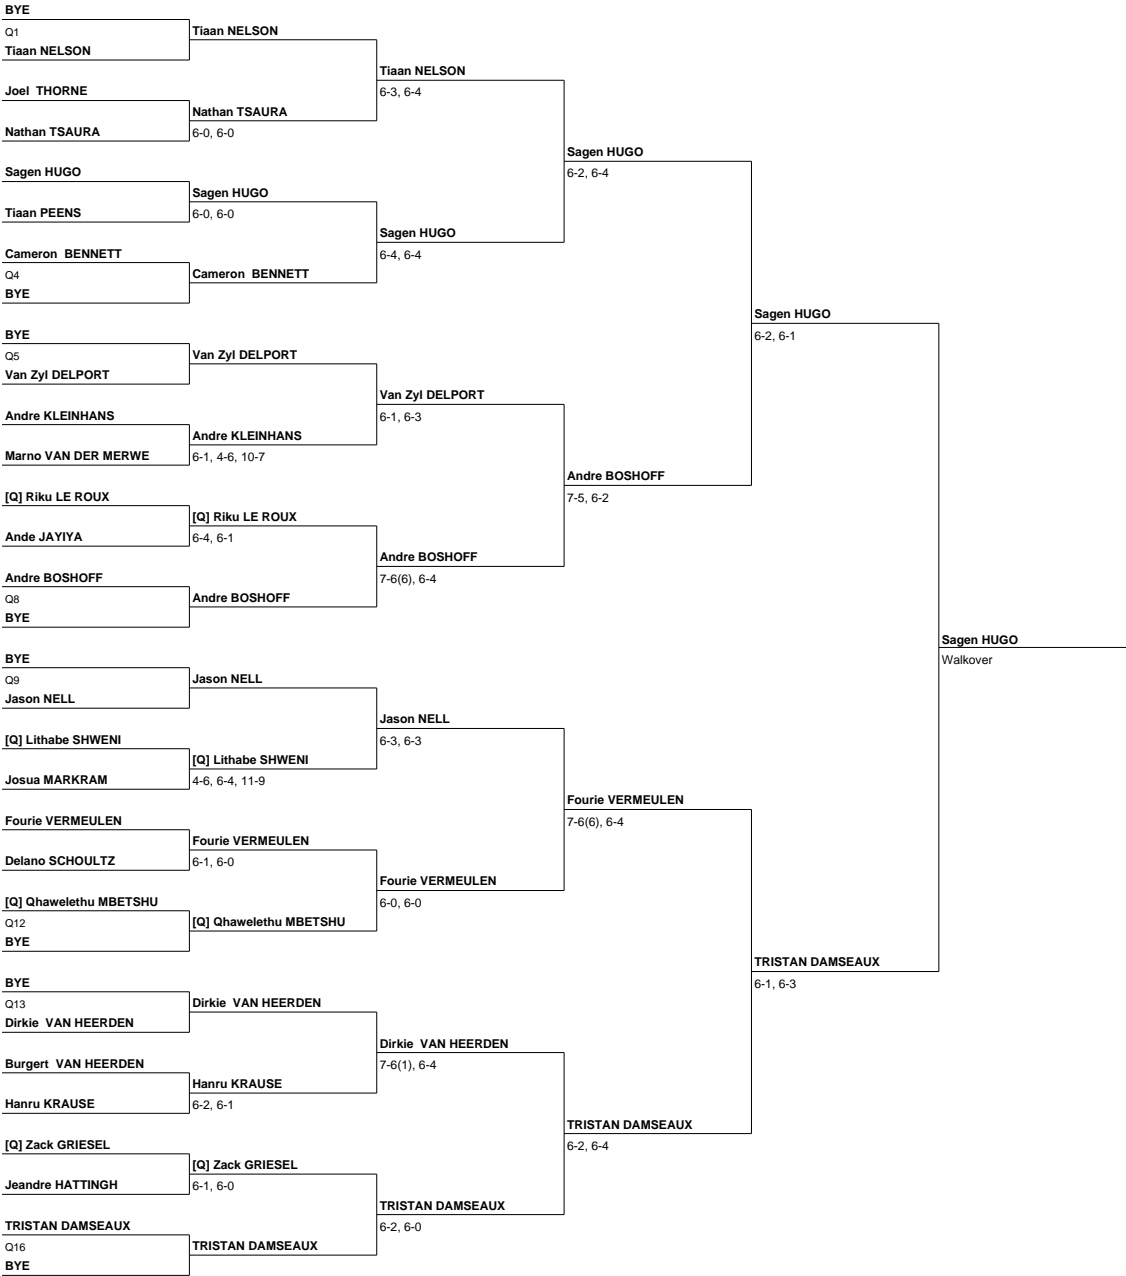 BYE
Q1
Tiaan NELSON
Joel THORNE
Nathan TSAURA
Sagen HUGO
Tiaan PEENS
Cameron BENNETT
Q4
BYE
BYE
Q5
Van Zyl DELPORT
Andre KLEINHANS
Marno VAN DER MERWE
[Q] Riku LE ROUX
Ande JAYIYA
Andre BOSHOFF
Q8
BYE
BYE
Q9
Jason NELL
[Q] Lithabe SHWENI
Josua MARKRAM
Fourie VERMEULEN
Delano SCHOULTZ
[Q] Qhawelethu MBETSHU
Q12
BYE
BYE
Q13
Dirkie VAN HEERDEN
Burgert VAN HEERDEN
Hanru KRAUSE
[Q] Zack GRIESEL
Jeandre HATTINGH
TRISTAN DAMSEAUX
Q16
BYE
Tiaan NELSON
Nathan TSAURA
6-0, 6-0
Sagen HUGO
6-0, 6-0
Cameron BENNETT
Van Zyl DELPORT
Andre KLEINHANS
6-1, 4-6, 10-7
[Q] Riku LE ROUX
6-4, 6-1
Andre BOSHOFF
Jason NELL
[Q] Lithabe SHWENI
4-6, 6-4, 11-9
Fourie VERMEULEN
6-1, 6-0
[Q] Qhawelethu MBETSHU
Dirkie VAN HEERDEN
Hanru KRAUSE
6-2, 6-1
[Q] Zack GRIESEL
6-1, 6-0
TRISTAN DAMSEAUX
Tiaan NELSON
6-3, 6-4
Sagen HUGO
6-4, 6-4
Van Zyl DELPORT
6-1, 6-3
Andre BOSHOFF
7-6(6), 6-4
Jason NELL
6-3, 6-3
Fourie VERMEULEN
6-0, 6-0
Dirkie VAN HEERDEN
7-6(1), 6-4
TRISTAN DAMSEAUX
6-2, 6-0
Sagen HUGO
6-2, 6-4
Andre BOSHOFF
7-5, 6-2
Fourie VERMEULEN
7-6(6), 6-4
TRISTAN DAMSEAUX
6-2, 6-4
Sagen HUGO
6-2, 6-1
TRISTAN DAMSEAUX
6-1, 6-3
Sagen HUGO
Walkover